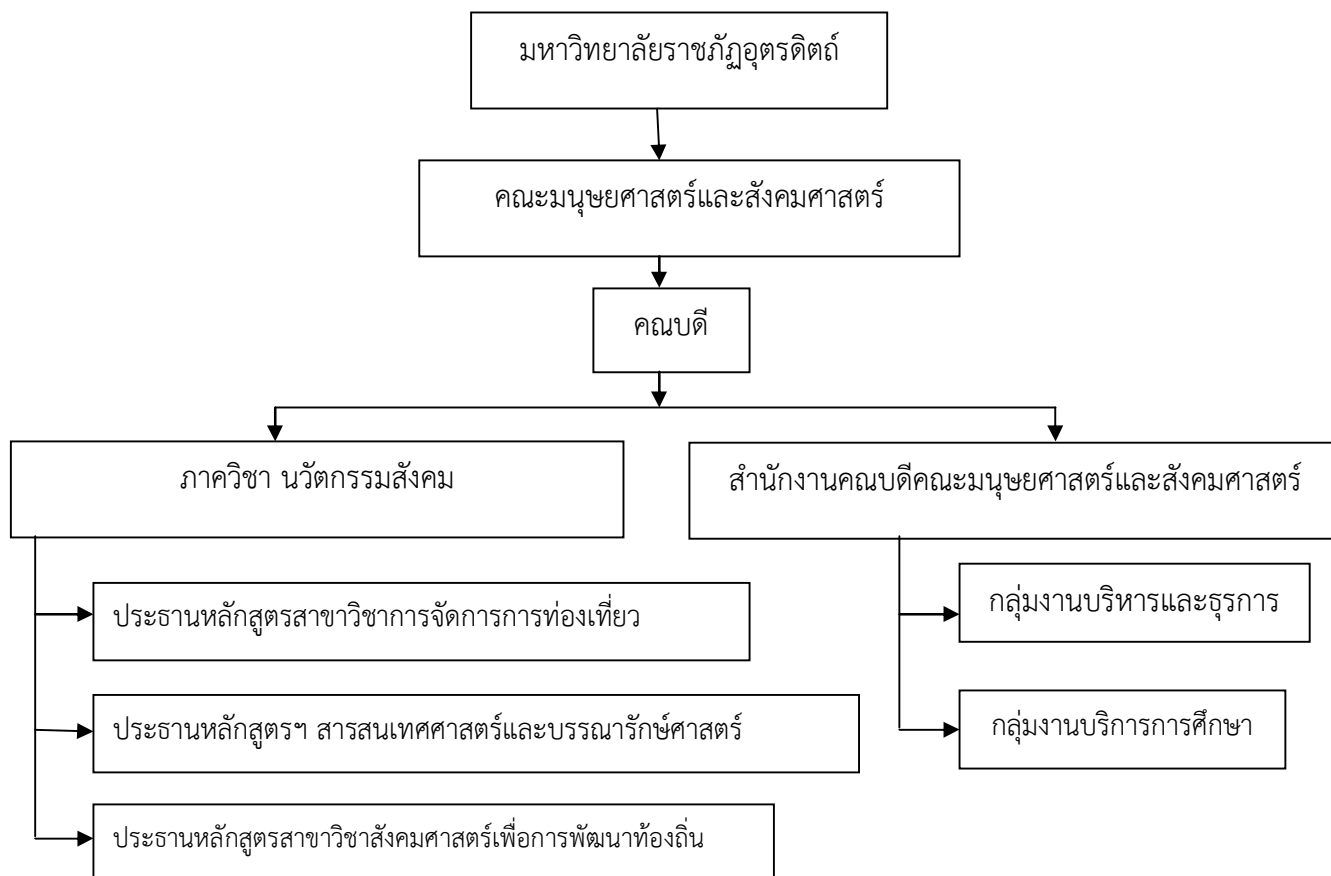 มหาวิทยาลัยราชภัฏอุตรดิตถ์
คณะมนุษยศาสตร์และสังคมศาสตร์
คณบดี
ภาควิชา นวัตกรรมสังคม
ประธานหลักสูตรสาขาวิชาการจัดการการท่องเที่ยว
ประธานหลักสูตรฯ สารสนเทศศาสตร์และบรรณารักษ์ศาสตร์
ประธานหลักสูตรสาขาวิชาสังคมศาสตร์เพื่อการพัฒนาท้องถิ่น
สำนักงานคณบดีคณะมนุษยศาสตร์และสังคมศาสตร์
กลุ่มงานบริหารและธุรการ
กลุ่มงานบริการการศึกษา